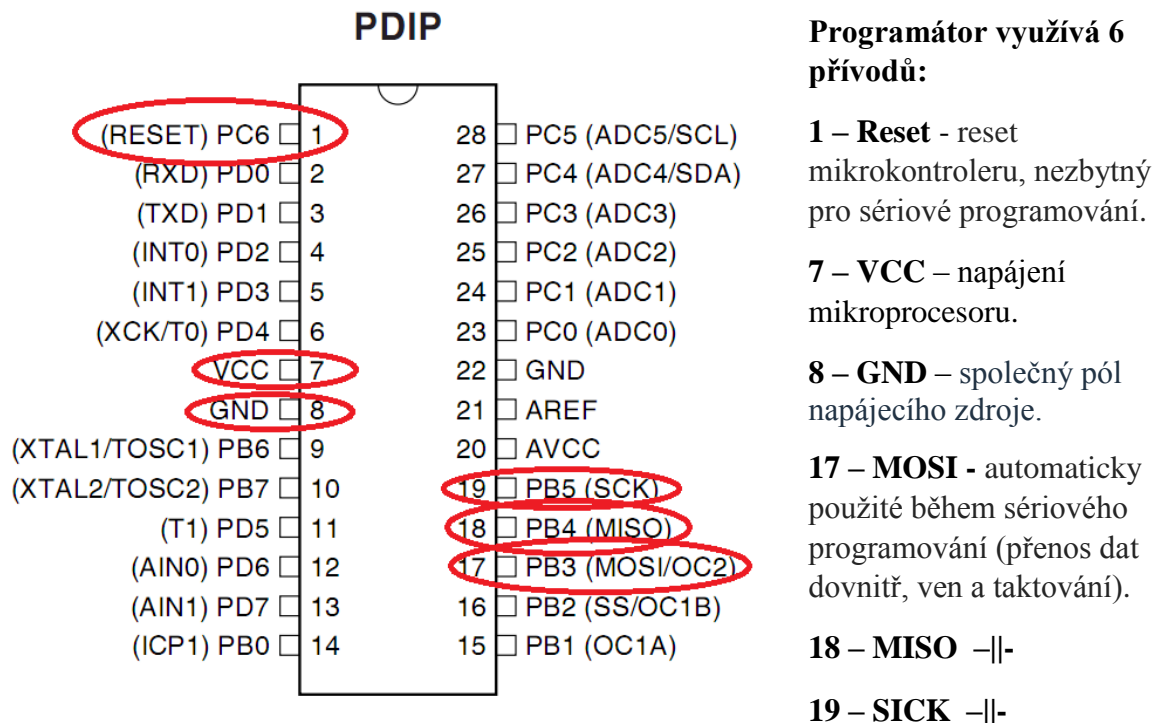 PDIP
(RESET) PC6 1
(RXD) PD0 2
(TXD) PD1 3
(INT0) PD2 4
(INT1) PD3 5
(XCK/T0) PD4 6
VCC 7
GND 8
(XTAL1/TOSC1) PB6 9
(XTAL2/TOSC2) PB7 10
(T1) PD5 11
(AIN0) PD6 12
(AIN1) PD7 13
(ICP1) PB0 14
28 PC5 (ADC5/SCL)
27 PC4 (ADC4/SDA)
26 PC3 (ADC3)
25 PC2 (ADC2)
24 PC1 (ADC1)
23 PC0 (ADC0)
22 GND
21 AREF
20 AVCC
19 PB5 (SCK)
18 PB4 (MISO)
17 PB3 (MOSI/OC2)
16 PB2 (SS/OC1B)
15 PB1 (OC1A)
Programátor využívá 6
přívodů:
1 – Reset - reset
mikrokontroleru, nezbytný
pro sériové programování.
7 – VCC – napájení
mikroprocesoru.
8 – GND – společný pól
napájecího zdroje.
17 – MOSI - automaticky
použité během sériového
programování (přenos dat
dovnitř, ven a taktování).
18 – MISO –||-
19 – SICK –||-